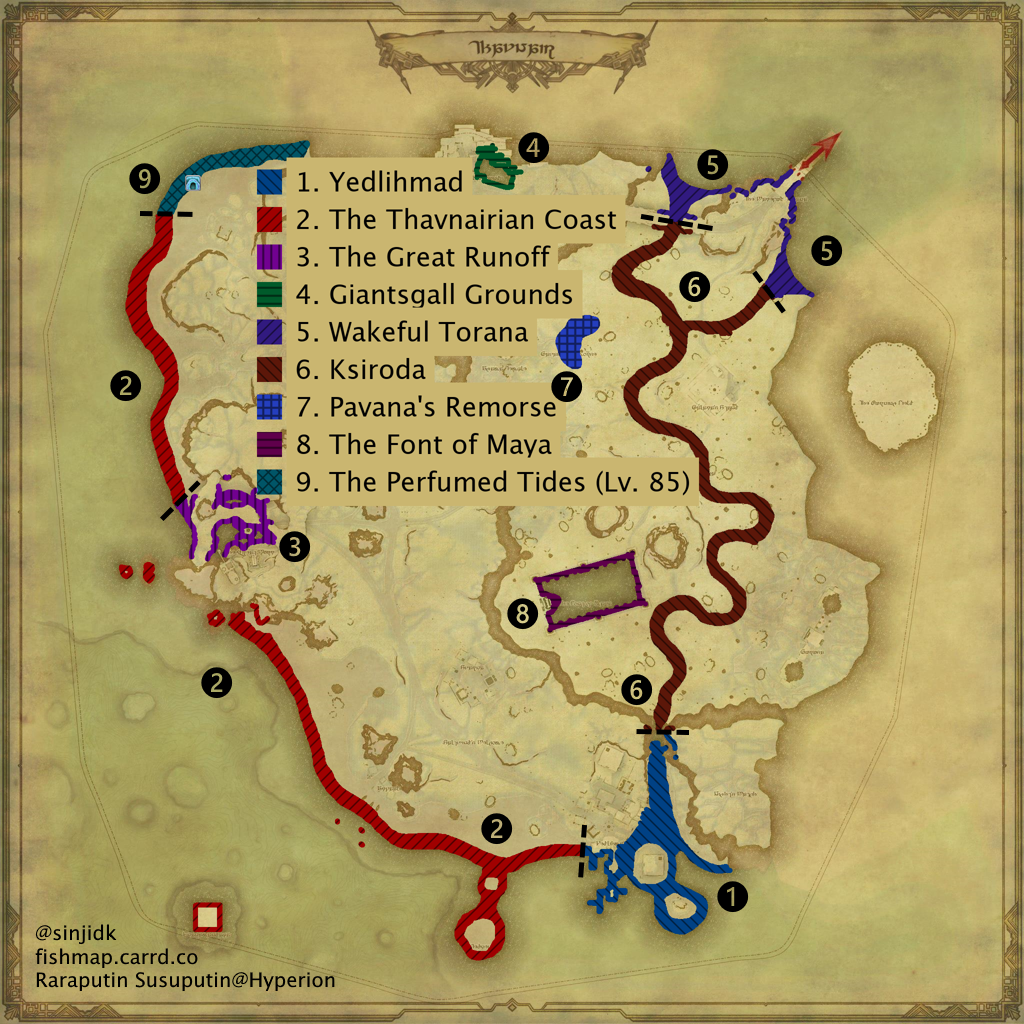 4
9
5
1. Yedlihmad
2. The Thavnairian Coast
3. The Great Runoff
5
4. Giantsgall Grounds
6
5. Wakeful Torana
6. Ksiroda
2
7
7. Pavana's Remorse
8. The Font of Maya
9. The Perfumed Tides (Lv. 85)
3
8
2
6
2
1
@sinjidk
fishmap.carrd.co
Raraputin Susuputin@Hyperion